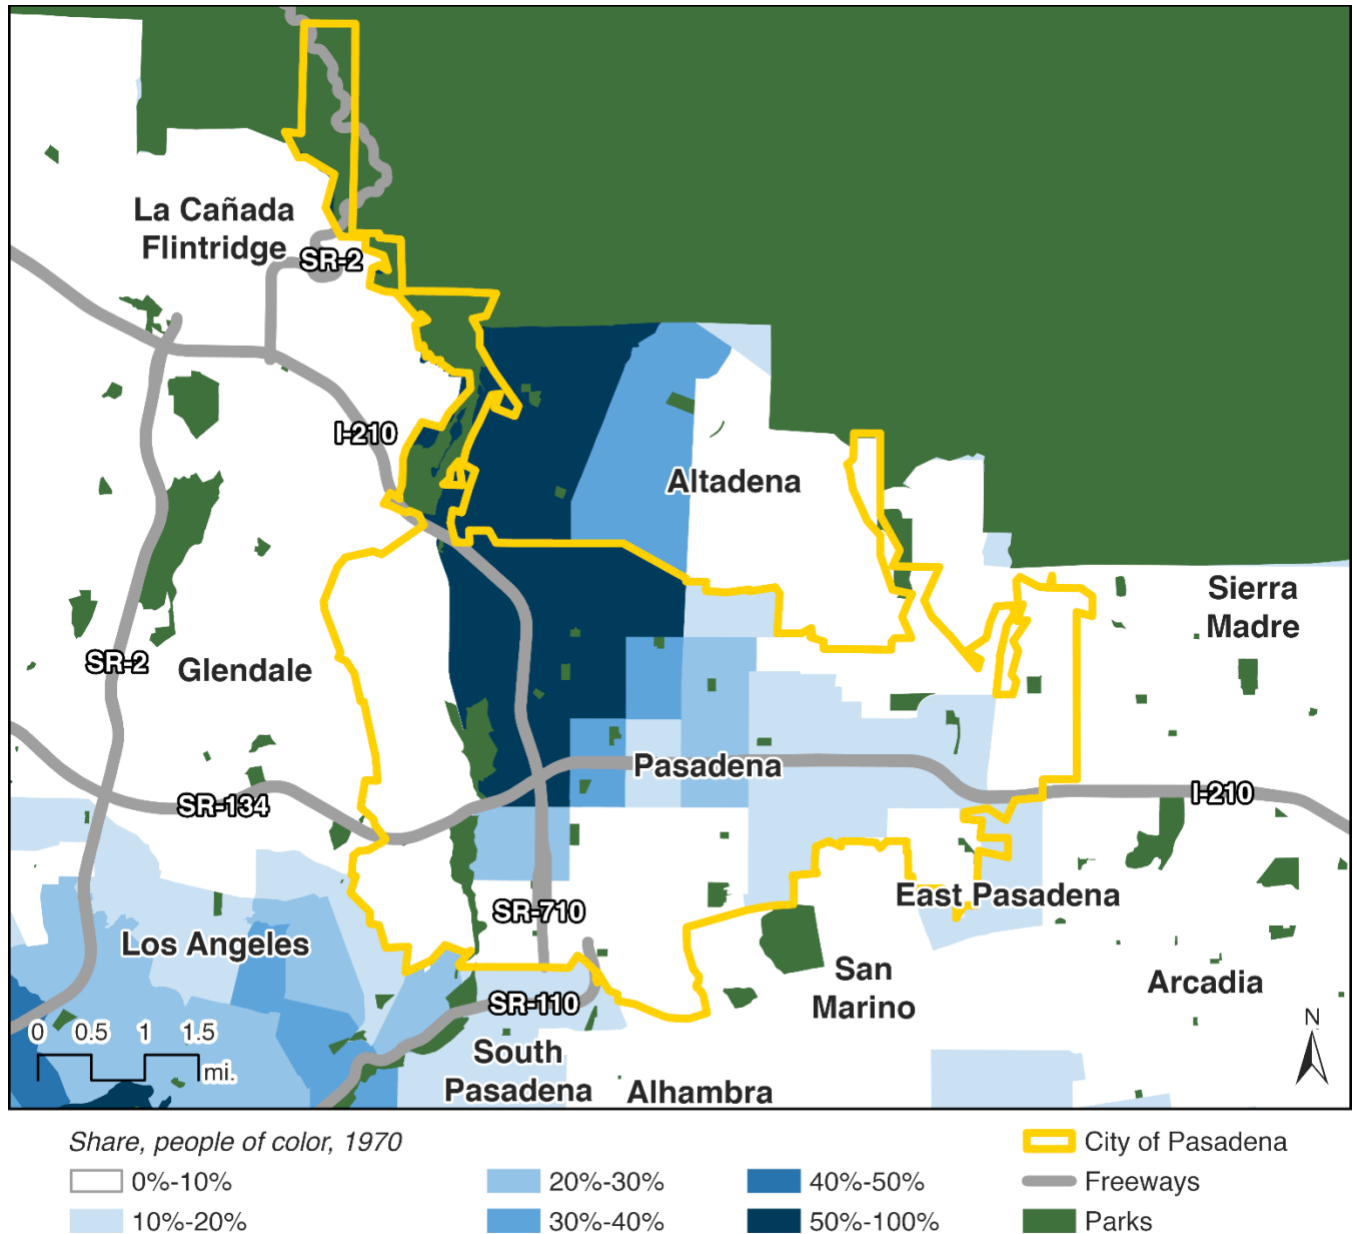 La Cañada
Flintridge
SR-2
I-210
Altadena
Sierra
Madre
SR-2
Glendale
Pasadena
I-210
SR-134
East Pasadena
SR-710
Los Angeles
San
Marino
Arcadia
SR-110
N
0 0.5 1 1.5
mi.
South
Pasadena
Alhambra
Share, people of color, 1970
0%-10%
10%-20%
20%-30%
30%-40%
40%-50%
50%-100%
City of Pasadena
Freeways
Parks